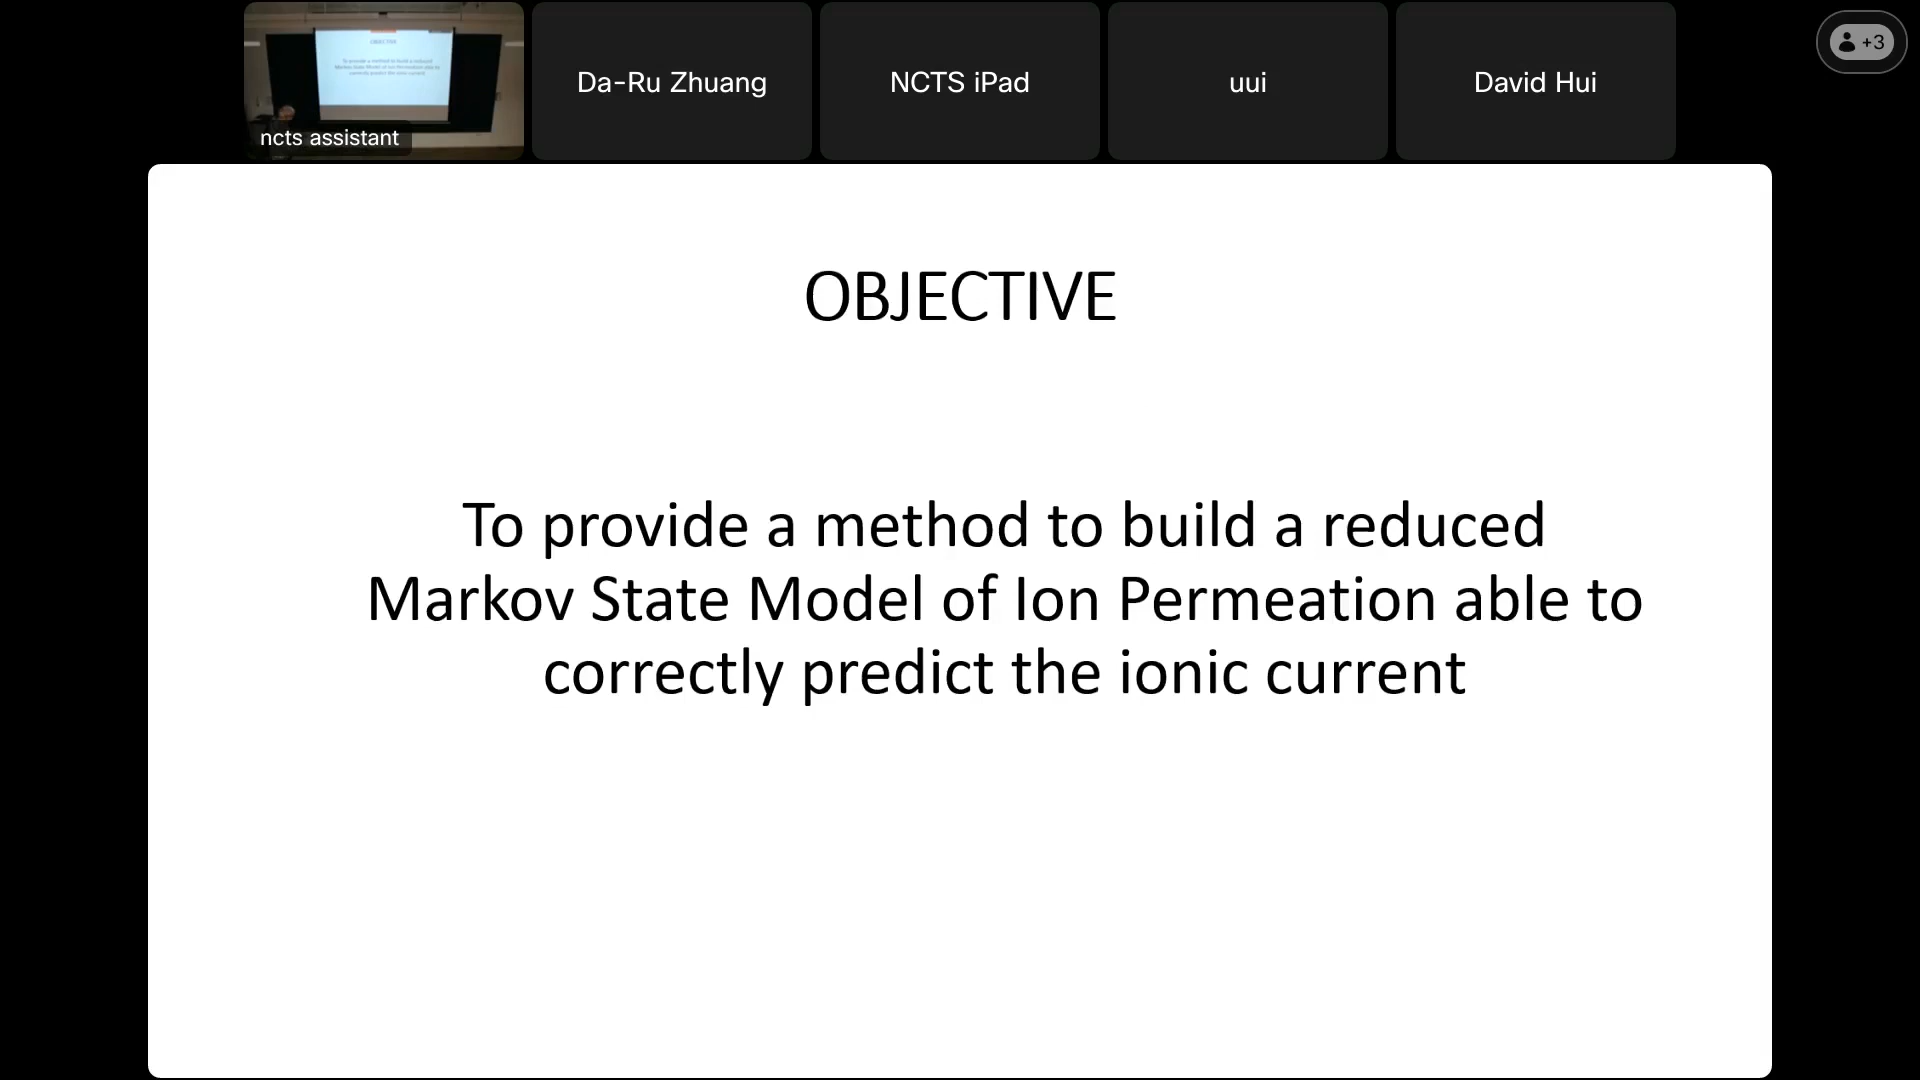 ncts assistant
Da-Ru Zhuang
NCTS iPad
uui
David Hui
+3
OBJECTIVE
To provide a method to build a reduced
Markov State Model of Ion Permeation able to
correctly predict the ionic current